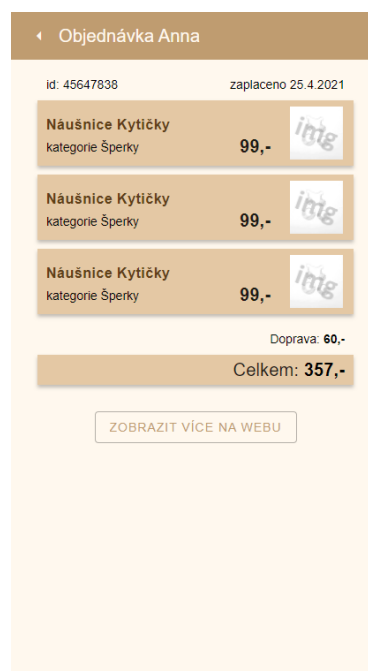 Objednávka Anna
id: 45647838 zaplaceno 25.4.2021
Náušnice Kytičky
kategorie Šperky 99,- img
Náušnice Kytičky
kategorie Šperky 99,- img
Náušnice Kytičky
kategorie Šperky 99,- img
Doprava: 60,-
Celkem: 357,-
ZOBRAZIT VÍCE NA WEBU